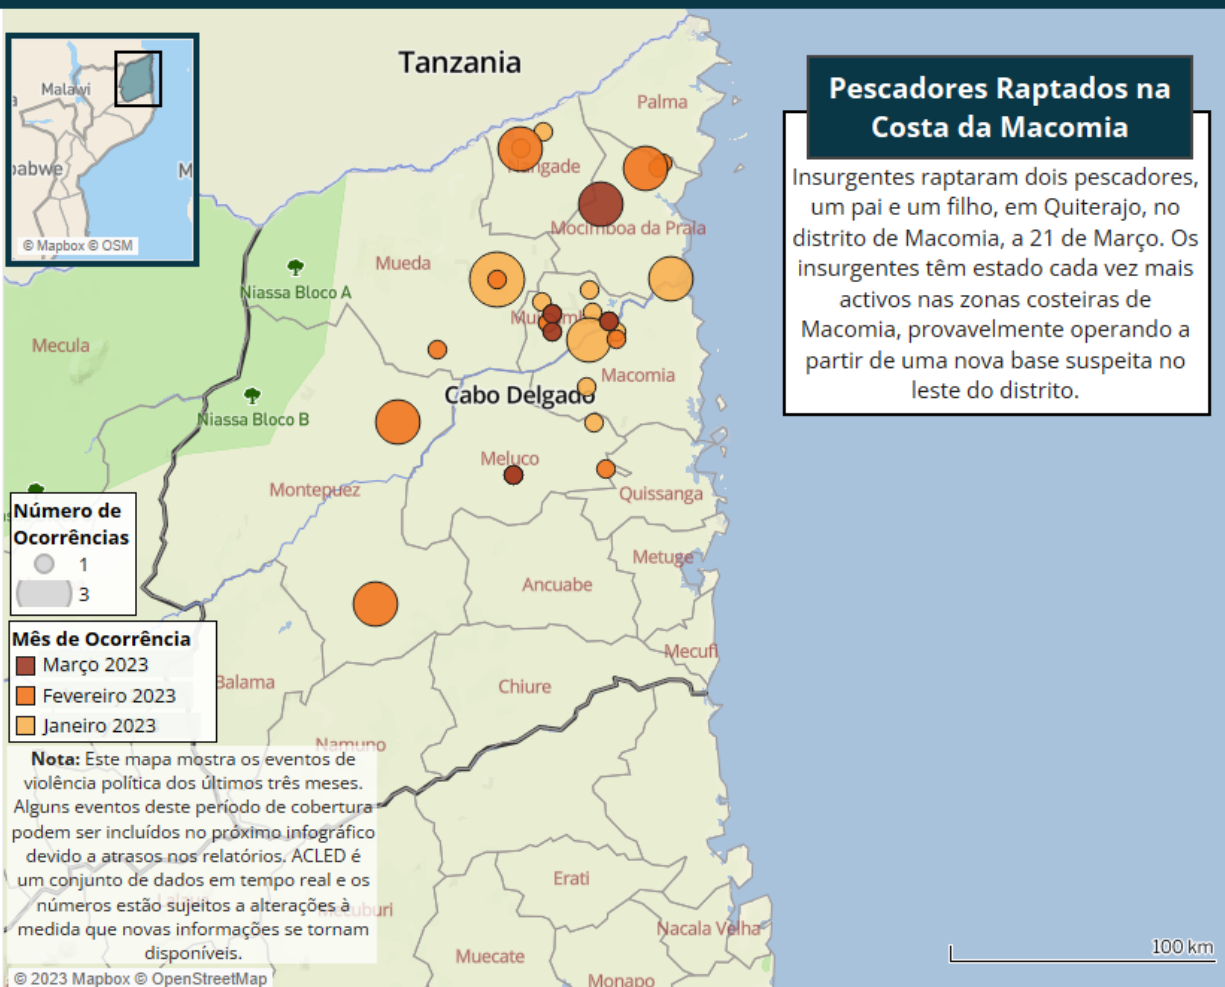 Tanzania
Malawi
abwe
M
© Mapbox © OSM
Palma
Nangade
Mocimboa da Praia
Mueda
Niassa Bloco A
Mecula
Niassa Bloco B
Macomia
Cabo Delgado
Meluco
Montepuez
Quissanga
Metuge
Ancuabe
Mecufi
Chiure
Balama
Namuno
Erati
Mecuburi
Nacala Velha
Muecate
Monapo
Pescadores Raptados na
Costa da Macomia
Insurgentes raptaram dois pescadores,
um pai e um filho, em Quiterajo, no
distrito de Macomia, a 21 de Março. Os
insurgentes têm estado cada vez mais
activos nas zonas costeiras de
Macomia, provavelmente operando a
partir de uma nova base suspeita no
leste do distrito.
Número de
Ocorrências
1
3
Mês de Ocorrência
Março 2023
Fevereiro 2023
Janeiro 2023
Nota: Este mapa mostra os eventos de
violência política dos últimos três meses.
Alguns eventos deste período de cobertura
podem ser incluídos no próximo infográfico
devido a atrasos nos relatórios. ACLED é
um conjunto de dados em tempo real e os
números estão sujeitos a alterações à
medida que novas informações se tornam
disponíveis.
© 2023 Mapbox © OpenStreetMap
100 km